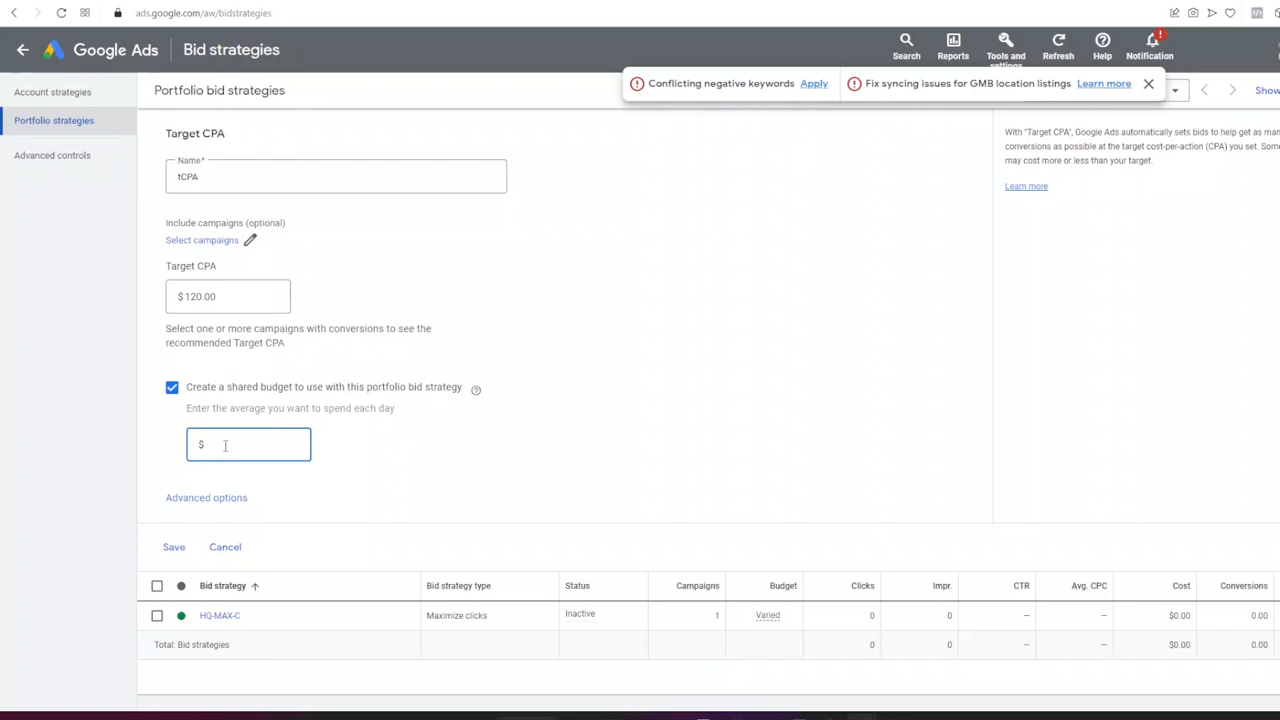 ads.google.com/aw/bidstrategies
Google Ads
Bid strategies
Search
Reports
Tools and
settings
Refresh
Help
Notification
Account strategies
Portfolio strategies
Advanced controls
Portfolio bid strategies
Conflicting negative keywords Apply
Fix syncing issues for GMB location listings Learn more
Show
Target CPA
Name*
tCPA
Include campaigns (optional)
Select campaigns
Target CPA
$ 120.00
Select one or more campaigns with conversions to see the
recommended Target CPA
Create a shared budget to use with this portfolio bid strategy
Enter the average you want to spend each day
$
Advanced options
With "Target CPA", Google Ads automatically sets bids to help get as man
conversions as possible at the target cost-per-action (CPA) you set. Some
may cost more or less than your target.
Learn more
Save Cancel
Bid strategy Bid strategy type Status Campaigns Budget Clicks Impr. CTR Avg. CPC Cost Conversions
HQ-MAX-C Maximize clicks Inactive 1 Varied 0 0 – – $0.00 0.00
Total: Bid strategies 0 0 – – $0.00 0.00